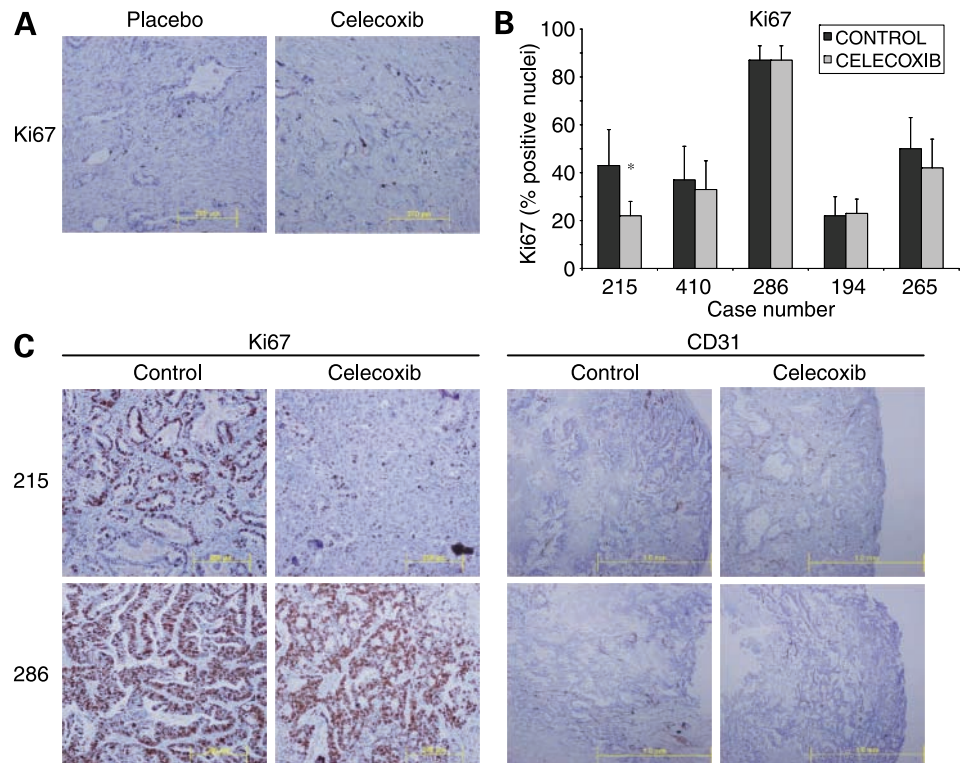 A
Placebo
Celecoxib
Ki67
B
Ki67
Ki67 (% positive nuclei)
100
80
60
40
20
0
CONTROL
CELECOXIB
*
215
410
286
194
265
Case number
C
Ki67
CD31
Control
Celecoxib
Control
Celecoxib
215
286